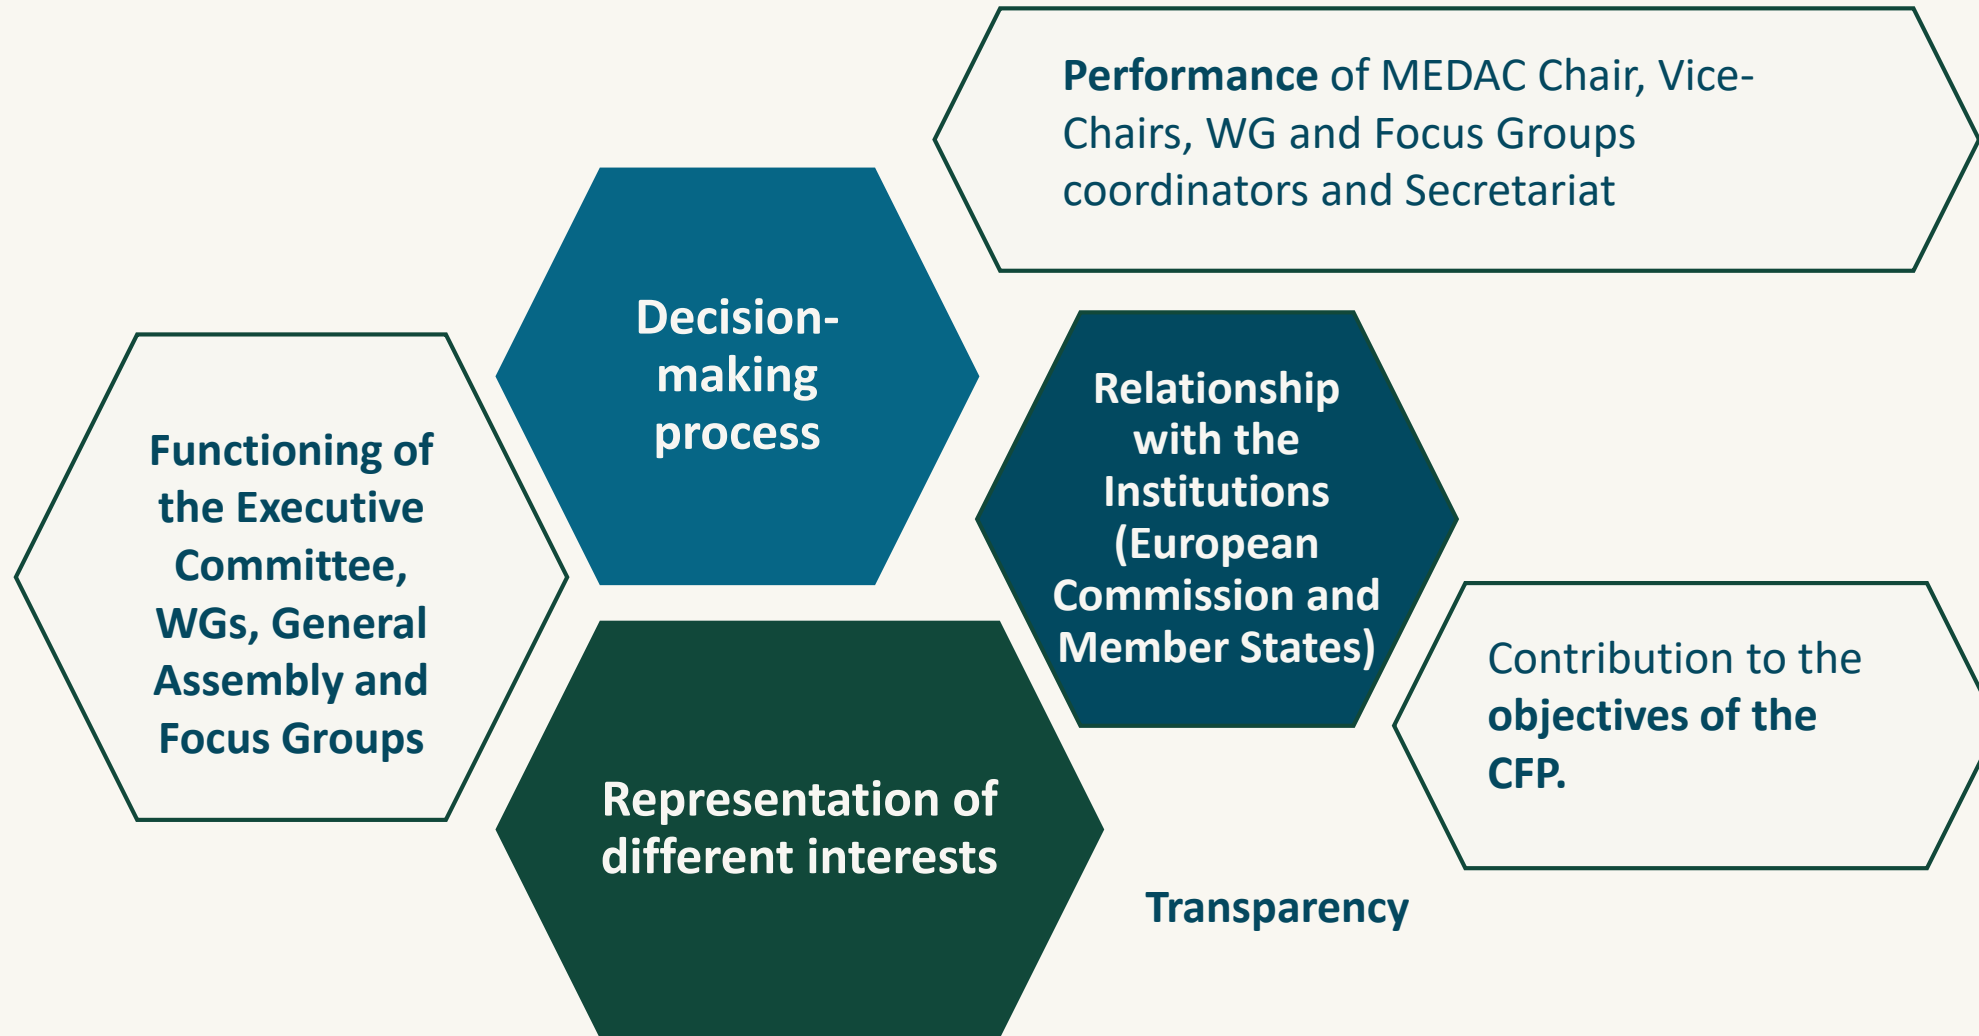 Performance of MEDAC Chair, Vice-
Chairs, WG and Focus Groups
coordinators and Secretariat
Decision-
making
process
Functioning of
the Executive
Committee,
WGs, General
Assembly and
Focus Groups
Relationship
with the
Institutions
(European
Commission and
Member States)
Contribution to the
objectives of the
CFP.
Representation of
different interests
Transparency